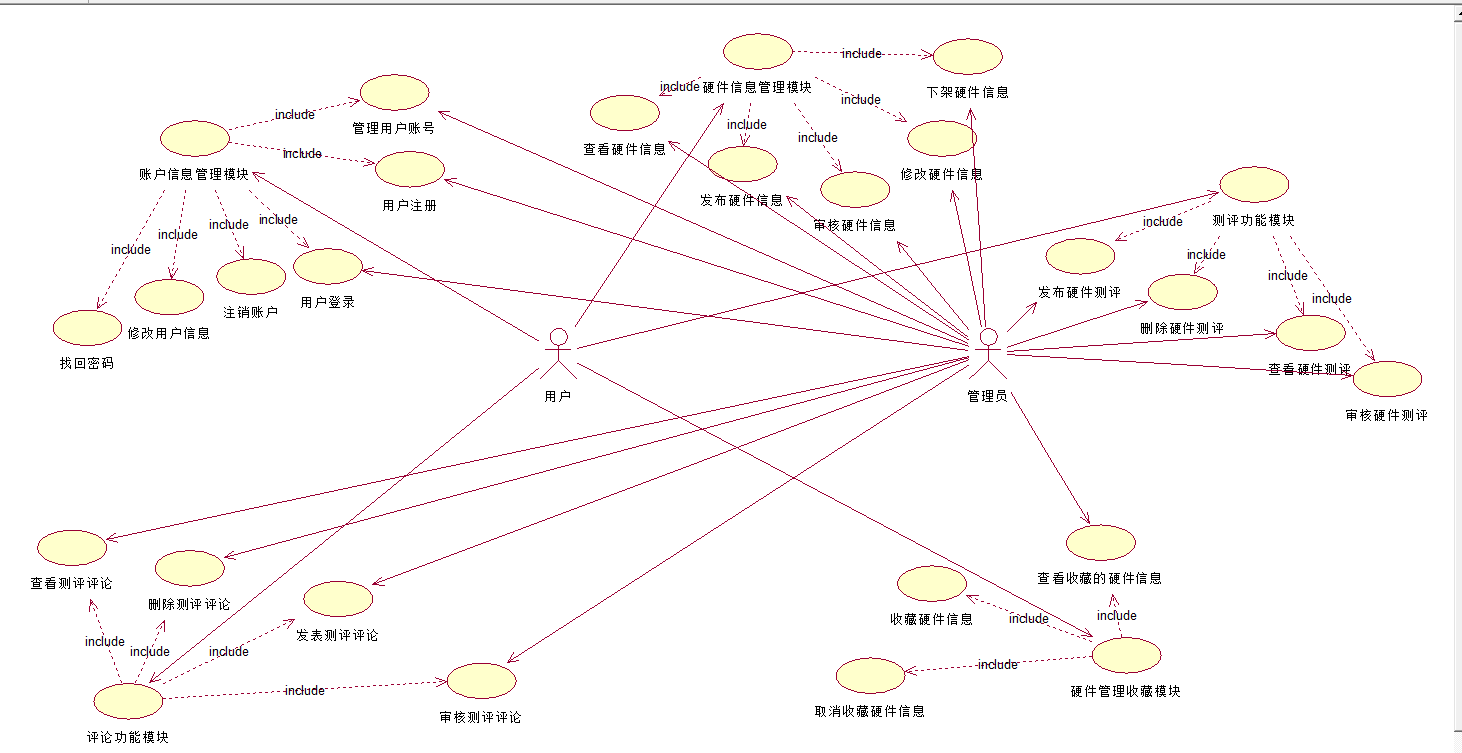 include
下架硬件信息
include
硬件信息管理模块
include
管理用户账号
include
include
include
include
查看硬件信息
include
账户信息管理模块
用户注册
发布硬件信息
修改硬件信息
审核硬件信息
include
测评功能模块
include
include
include
include
include
include
include
发布硬件测评
用户登录
注销账户
修改用户信息
删除硬件测评
找回密码
查看硬件测评
用户
管理员
审核硬件测评
查看测评评论
删除测评评论
发表测评评论
查看收藏的硬件信息
收藏硬件信息
include
include
include
include
include
include
include
审核测评评论
取消收藏硬件信息
硬件管理收藏模块
评论功能模块